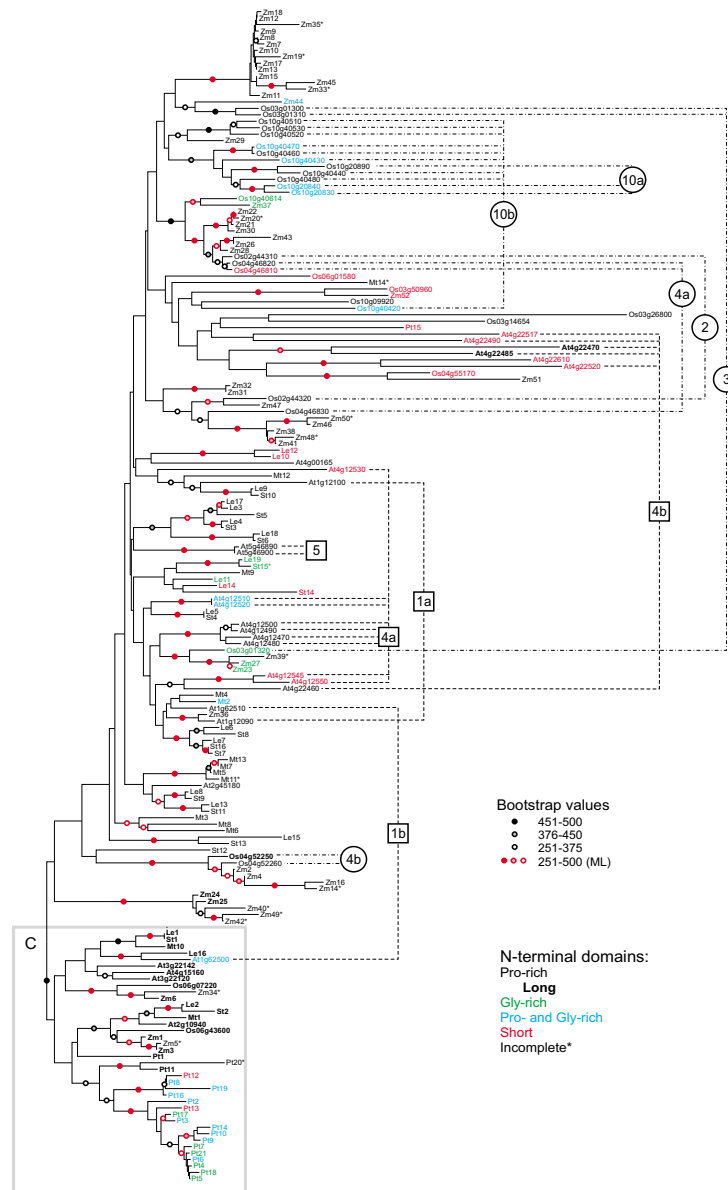 Zm18
Zm12
Zm35*
Zm9
Zm8
Zm7
Zm10
Zm19*
Zm17
Zm13
Zm15
Zm45
Zm33*
Zm11
Zm44
Os03g01300
Os03g01310
Os10g40510
Os10g40530
Os10g40520
Zm29
Os10g40470
Os10g40460
Os10g40430
Os10g20890
Os10g40440
Os10g40480
Os10g20840
Os10g20830
10a
Os10g40614
Zm37
10b
Zm22
Zm20*
Zm21
Zm30
Zm43
Zm26
Zm28
Os02g44310
Os04g46820
Os04g46810
Os06g01580
Mt14*
Os03g50960
Zm52
4a
Os10g09920
Os10g40420
Os03g26800
Os03g14654
Pt15
2
At4g22517
At4g22490
At4g22470
At4g22485
At4g22610
At4g22520
Os04g55170
Zm51
3
Zm32
Zm31
Os02g44320
Zm47
Os04g46830
Zm50*
Zm46
Zm38
Zm48*
Zm41
Le12
Le10
At4g00165
At4g12530
Mt12
At1g12100
Le9
St10
Le17
Le3
St5
Le4
St3
4b
Le18
St6
At5g46890
At5g46900
5
Le19
St15*
Mt9
Le11
Le14
St14
At4g12510
At4g12520
1a
Le5
St4
At4g12500
At4g12490
At4g12470
At4g12480
4a
Os03g01320
Zm39*
Zm27
Zm23
At4g12545
At4g12550
At4g22460
Mt4
Mt2
At1g62510
Zm36
At1g12090
Le6
St8
Le7
St16
St7
Mt13
Mt7
Mt5
Mt11*
At2g45180
Le8
St9
Le13
St11
Mt3
Mt8
Mt6
1b
Le15
St13
St12
Os04g52250
Os04g52260
4b
Zm2
Zm4
Zm16
Zm14*
Zm24
Zm25
Zm40*
Zm49*
Zm42*
Bootstrap values
451-500
376-450
251-375
251-500 (ML)
C
Le1
St1
Mt10
Le16
At1g62500
At3g22142
At4g15160
At3g22120
Os06g07220
Zm34*
Zm6
Le2
St2
Mt1
At2g10940
Os06g43600
Zm1
Zm5*
Zm3
Pt1
Pt20*
Pt11
Pt12
Pt8
Pt19
Pt16
Pt2
Pt13
Pt17
Pt3
Pt14
Pt10
Pt9
Pt7
Pt21
Pt6
Pt4
Pt18
Pt5
N-terminal domains:
Pro-rich
Long
Gly-rich
Pro- and Gly-rich
Short
Incomplete*